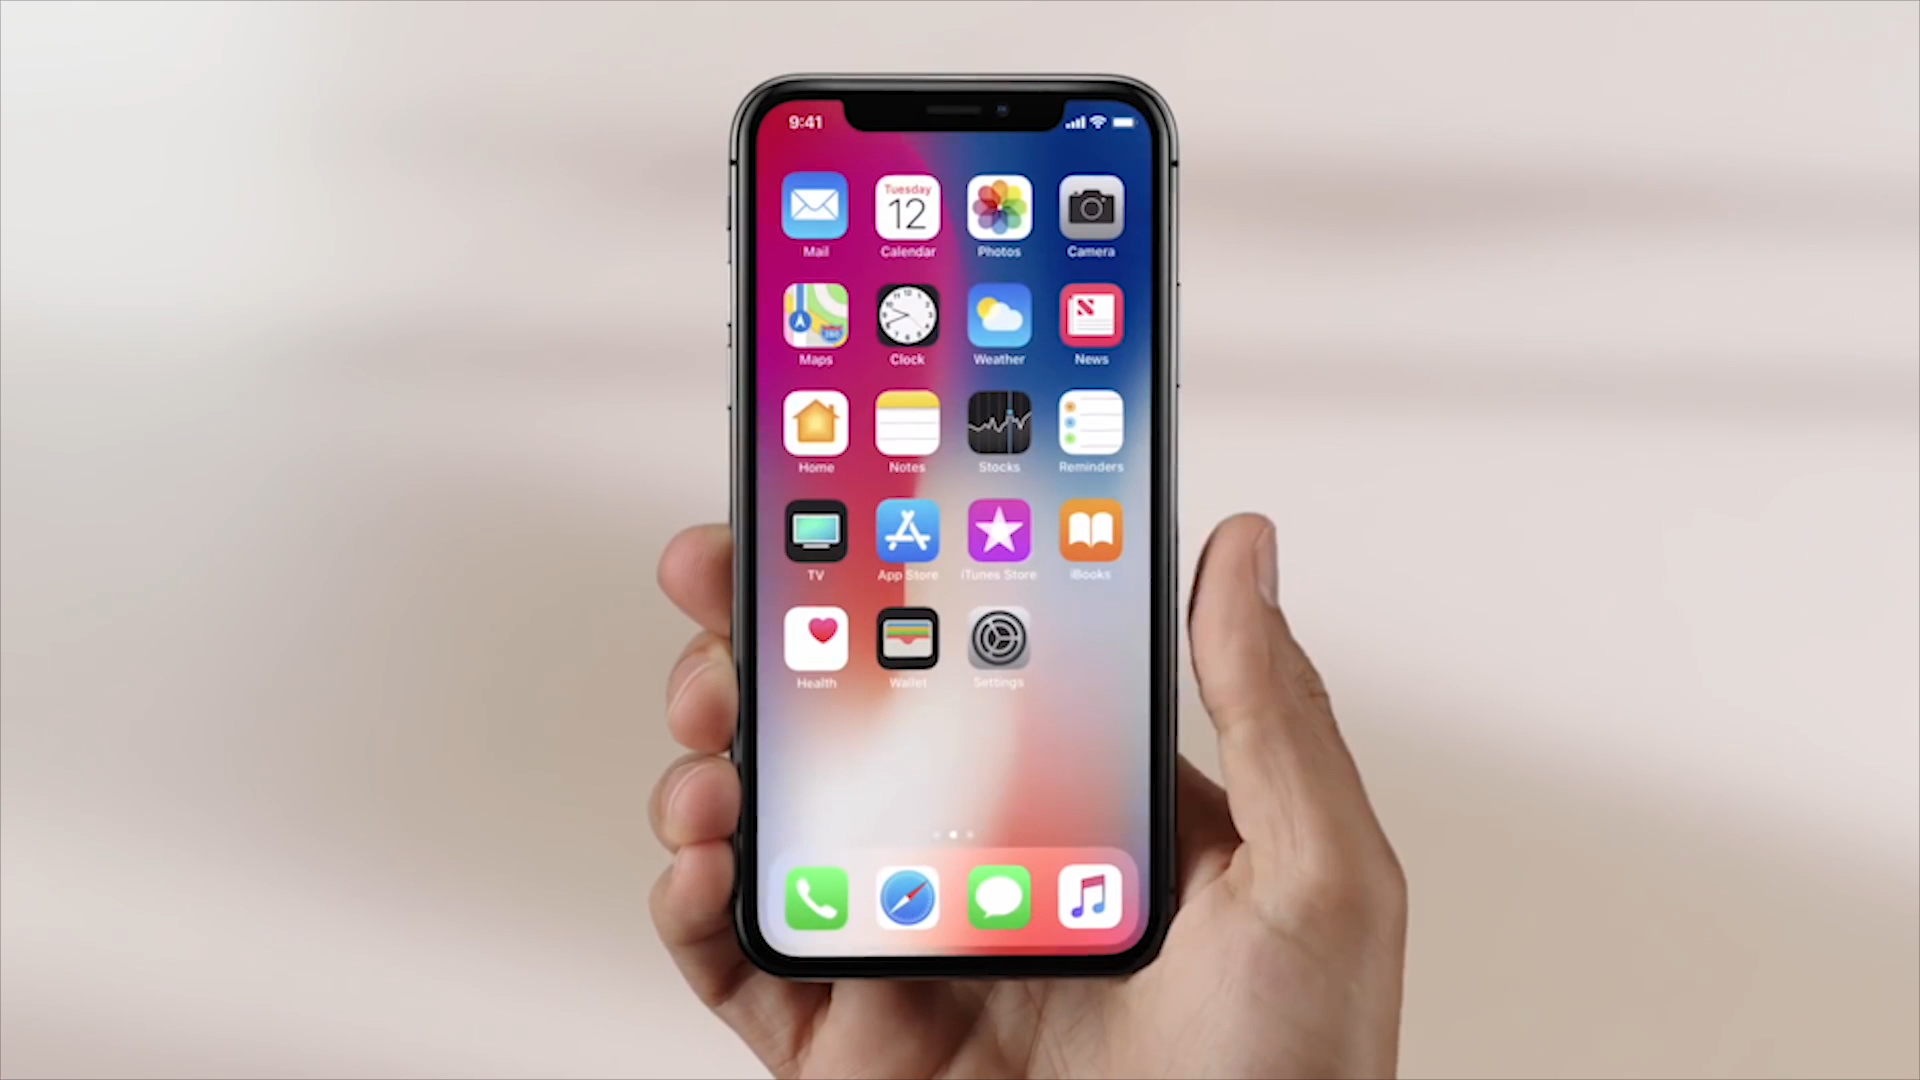 9:41
Tuesday
12
Mail Calendar Photos Camera
Maps Clock Weather News
Home Notes Stocks Reminders
TV App Store iTunes Store iBooks
Health Wallet Settings